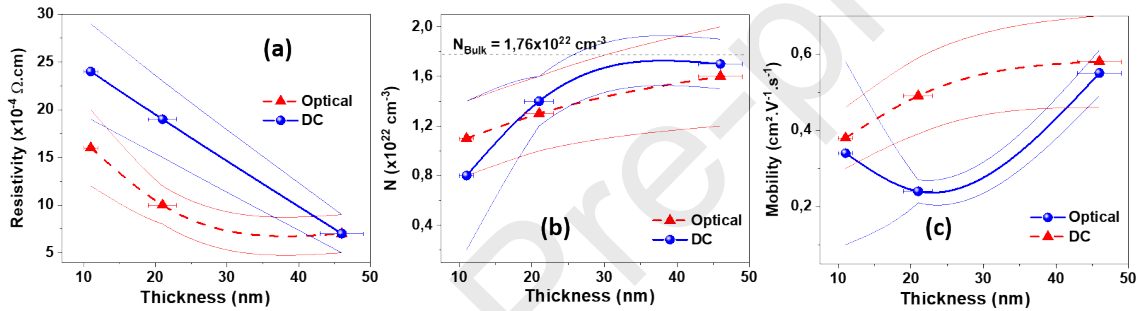 30
25
20
15
10
5
Resistivity (x10⁻⁴ Ω.cm)
(a)
Optical
DC
10 20 30 40 50
Thickness (nm)
2,0
1,6
1,2
0,8
0,4
N (x10²² cm⁻³)
N_Bulk = 1,76x10²² cm⁻³
Optical
DC
(b)
10 20 30 40 50
Thickness (nm)
0,6
0,4
0,2
Mobility (cm².V⁻¹.s⁻¹)
Optical
DC
(c)
10 20 30 40 50
Thickness (nm)
Pre-p